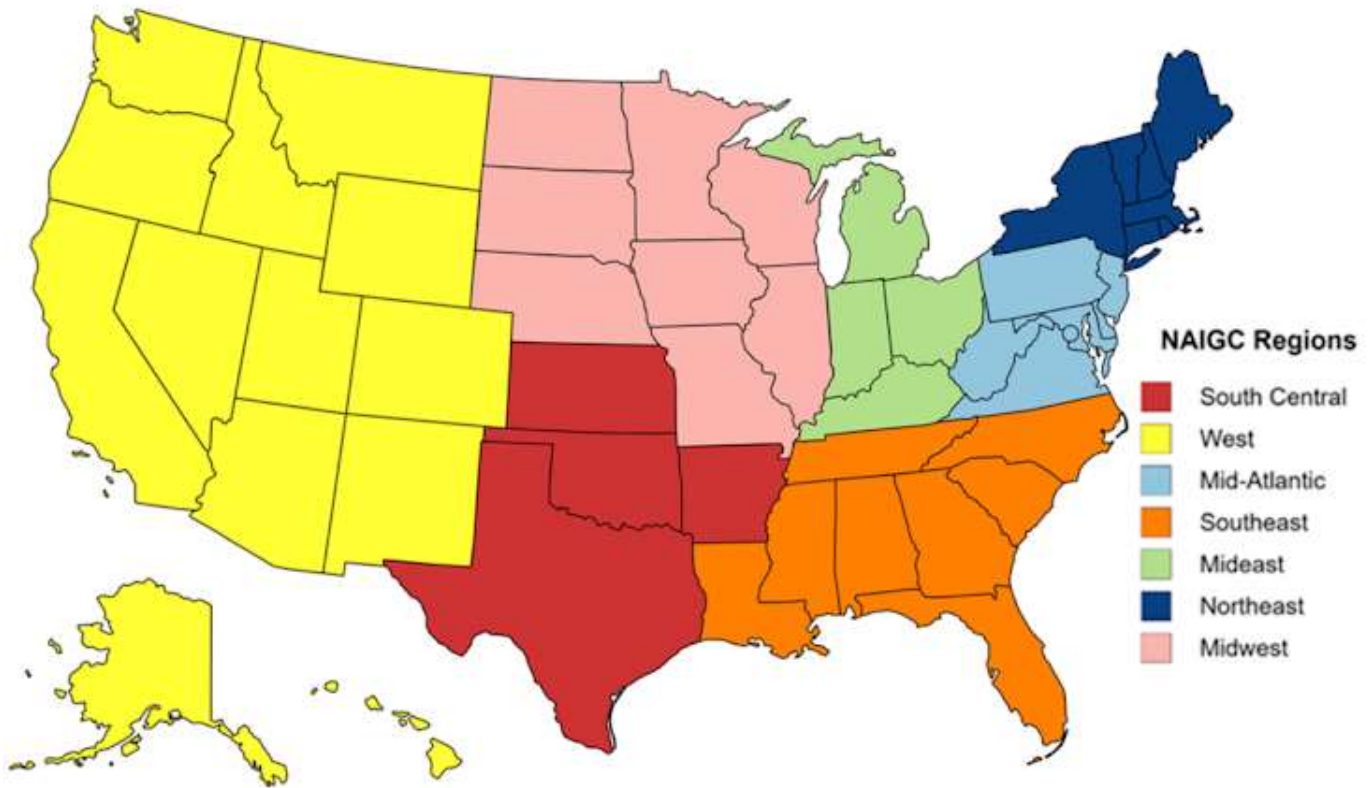 NAIGC Regions
South Central
West
Mid-Atlantic
Southeast
Mideast
Northeast
Midwest